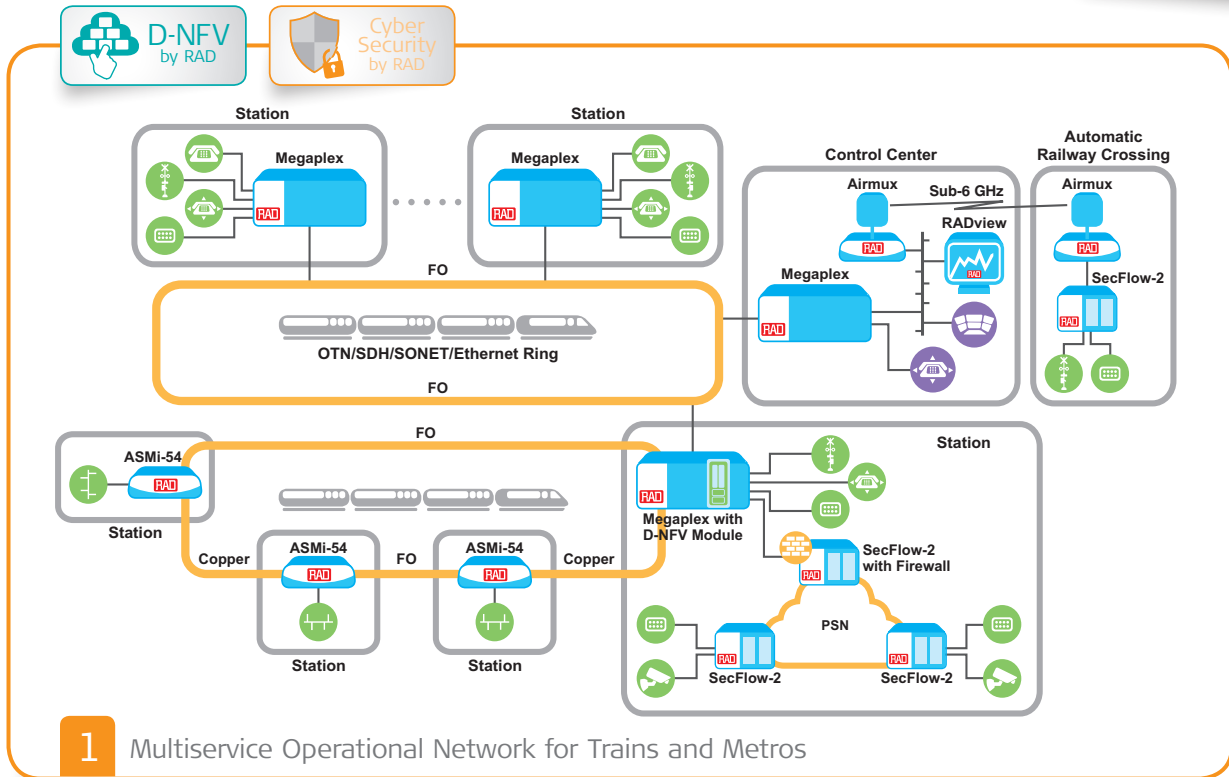 D-NFV
by RAD
Cyber
Security
by RAD
Station
Megaplex
RAD
Station
Megaplex
RAD
Control Center
Airmux
RAD
Sub-6 GHz
RADview
RAD
Megaplex
RAD
Automatic
Railway Crossing
Airmux
RAD
SecFlow-2
RAD
FO
OTN/SDH/SONET/Ethernet Ring
FO
FO
ASMi-54
RAD
Station
Copper
ASMi-54
RAD
Station
FO
ASMi-54
RAD
Station
Copper
Station
RAD
Megaplex with
D-NFV Module
SecFlow-2
with Firewall
RAD
PSN
RAD
SecFlow-2
RAD
SecFlow-2
1 Multiservice Operational Network for Trains and Metros